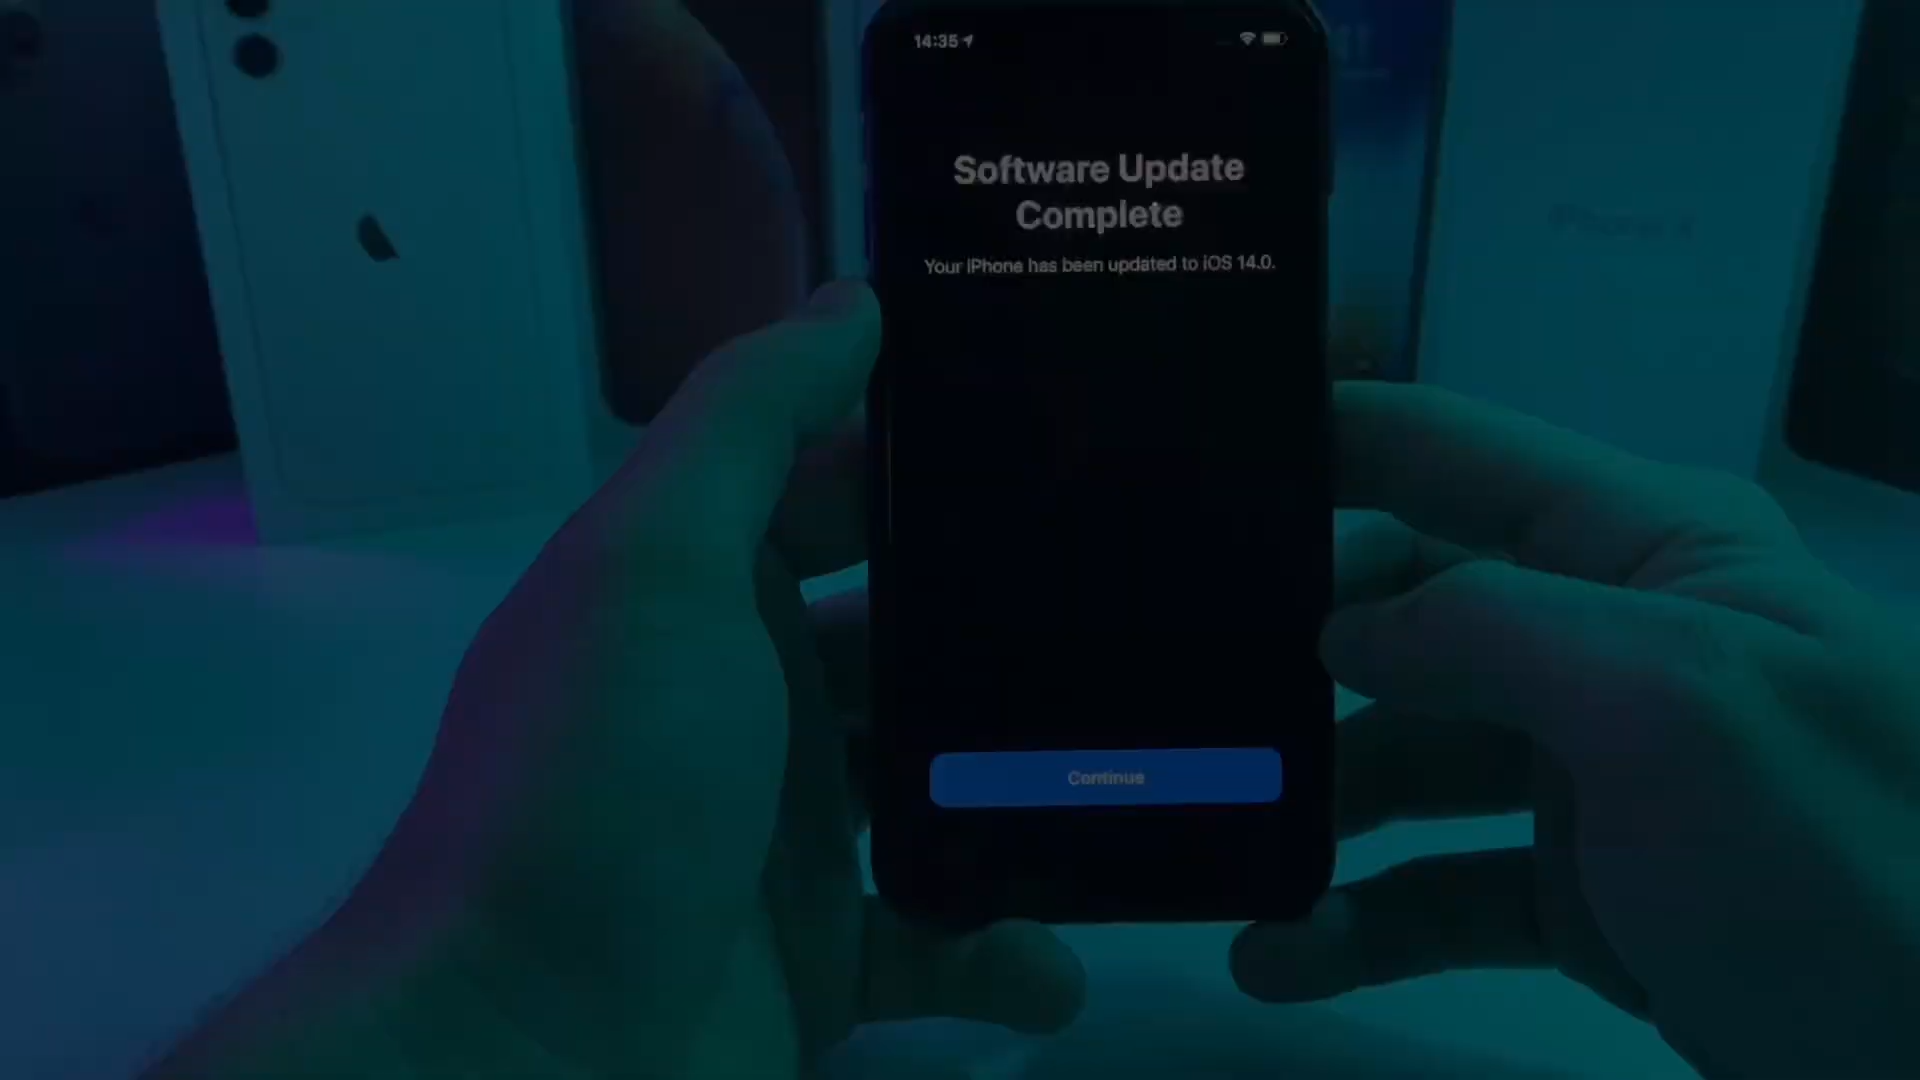 14:35
Software Update
Complete
Your iPhone has been updated to iOS 14.0.
Continue